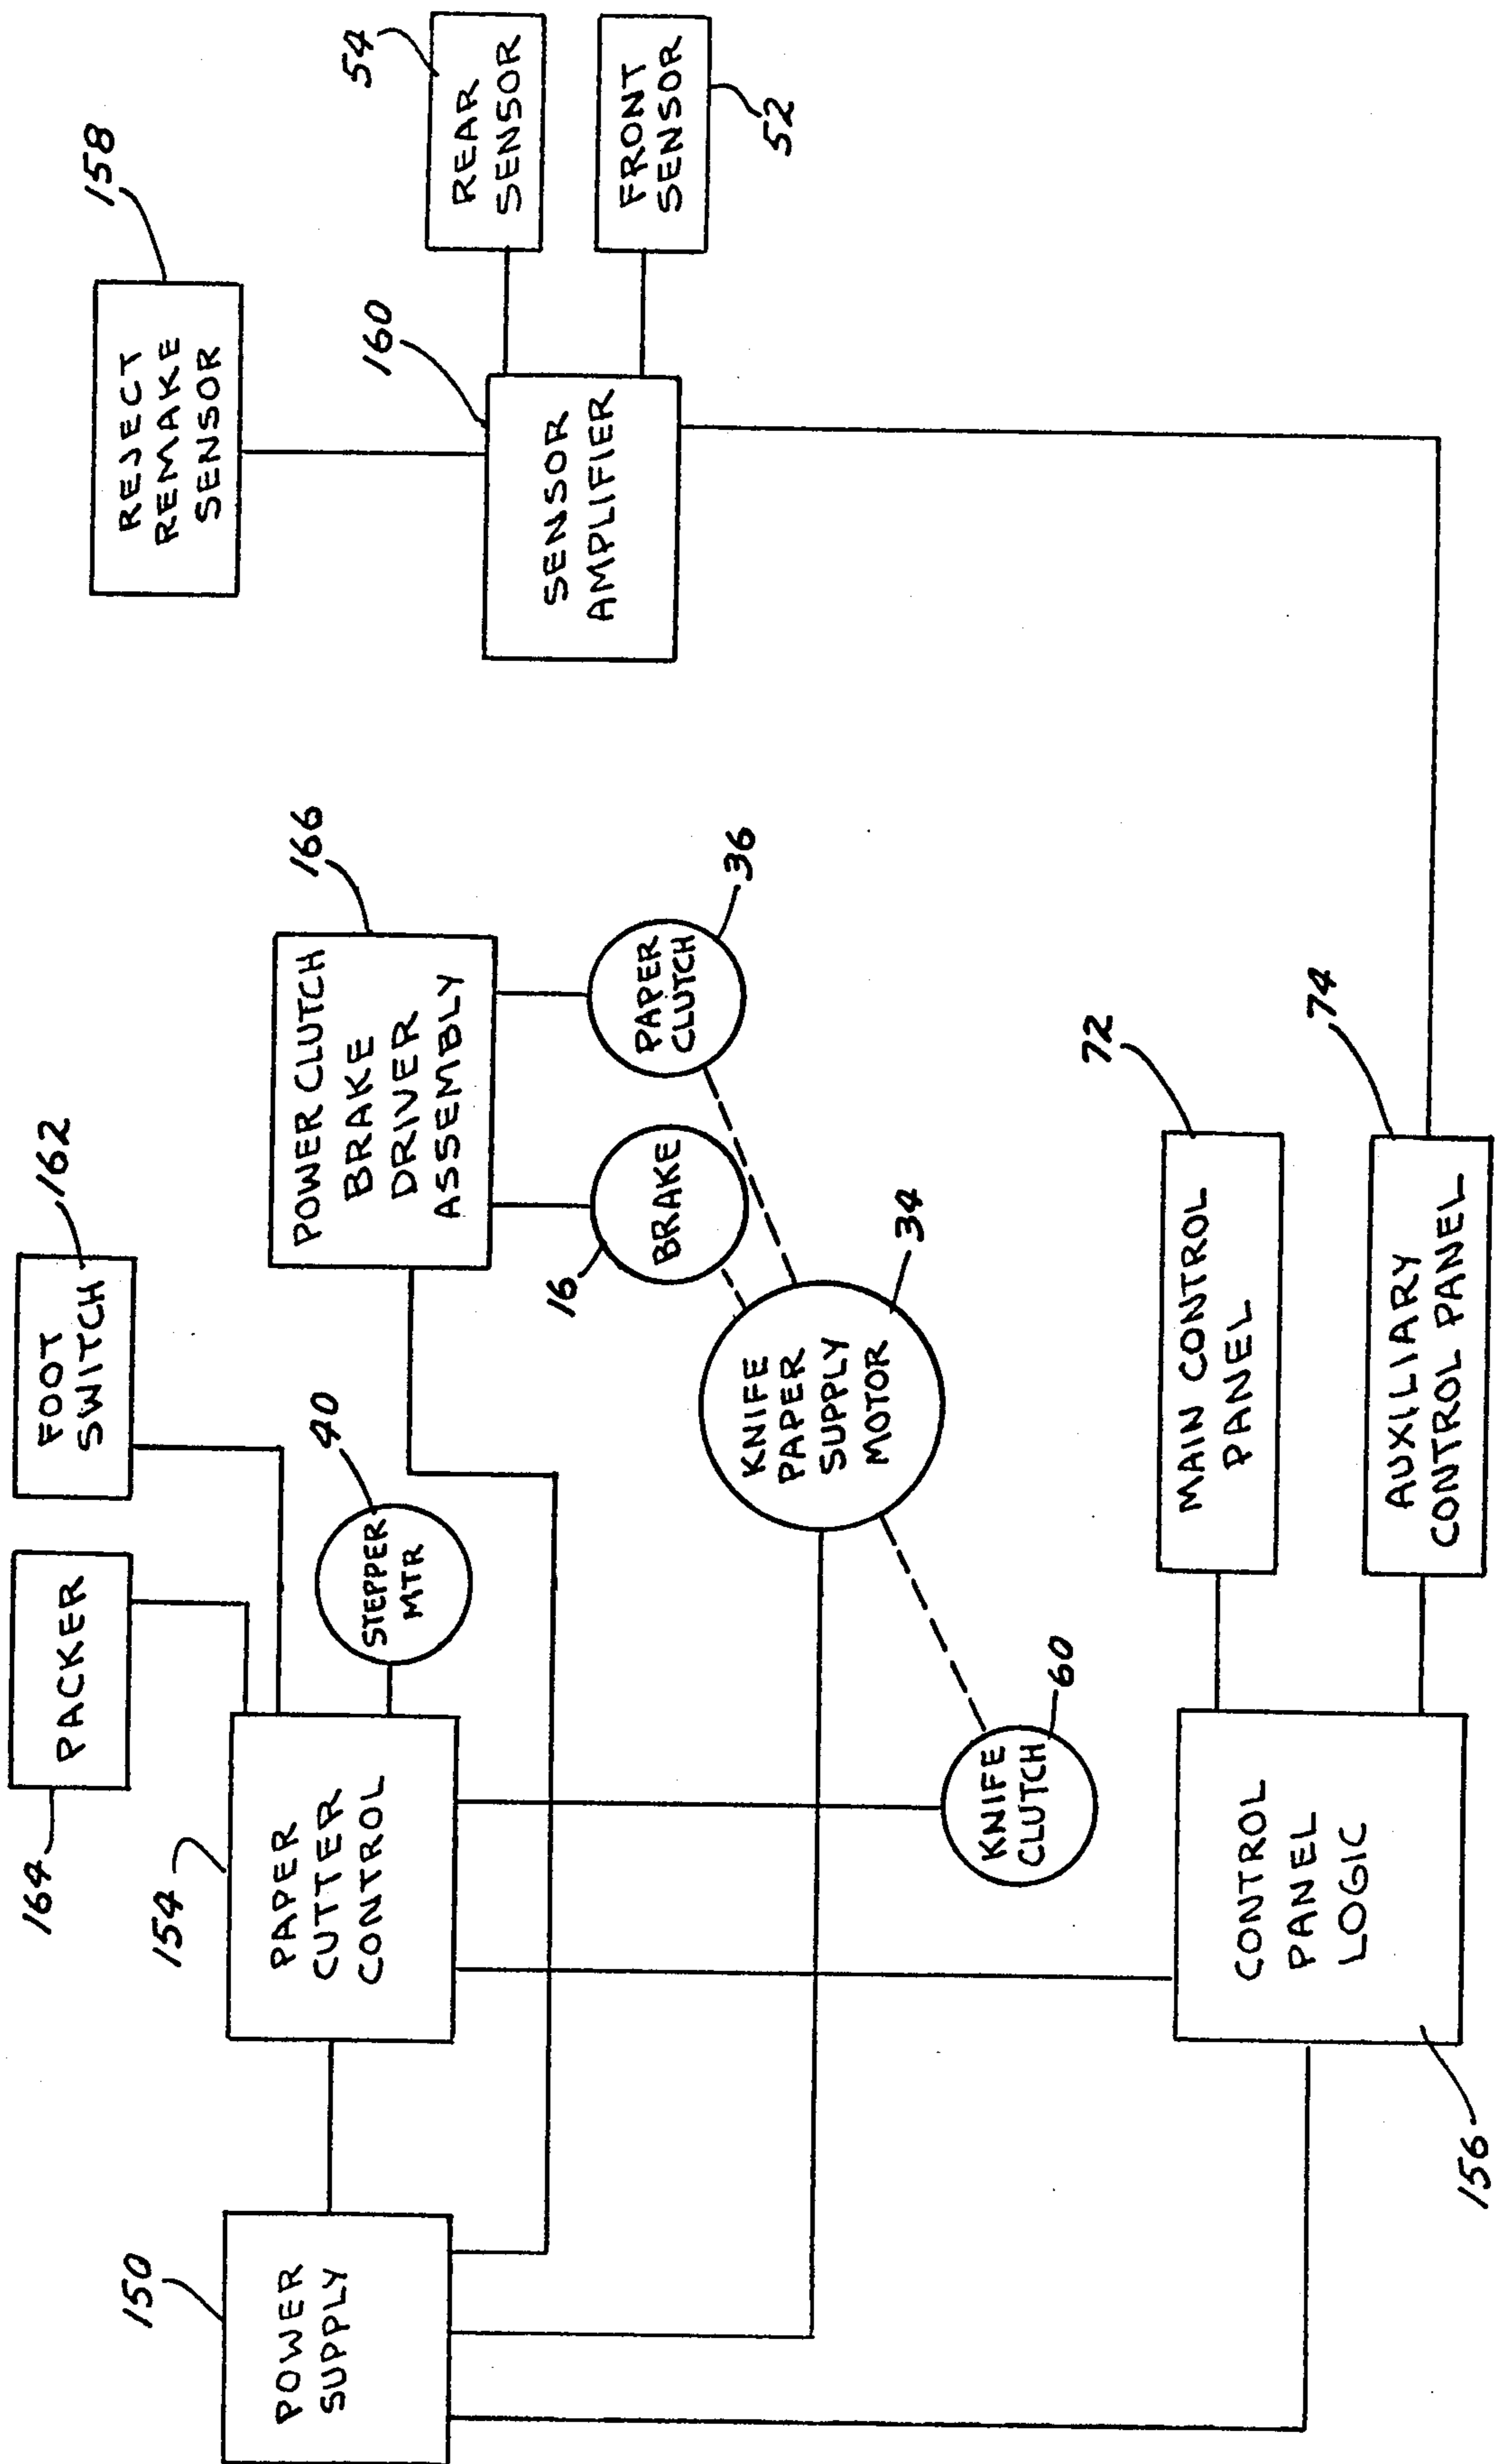 158
REJECT
REMAKE
SENSOR
54
REAR
SENSOR
160
SENSOR
AMPLIFIER
FRONT
SENSOR
52
162
FOOT
SWITCH
164
PACKER
166
POWER CLUTCH
BRAKE
DRIVER
ASSEMBLY
40
STEPPER
MTR
154
PAPER
CUTTER
CONTROL
150
POWER
SUPPLY
16
BRAKE
PAPER
CLUTCH
36
KNIFE
PAPER
SUPPLY
MOTOR
34
KNIFE
CLUTCH
60
72
MAIN CONTROL
PANEL
74
AUXILIARY
CONTROL PANEL
CONTROL
PANEL
LOGIC
156